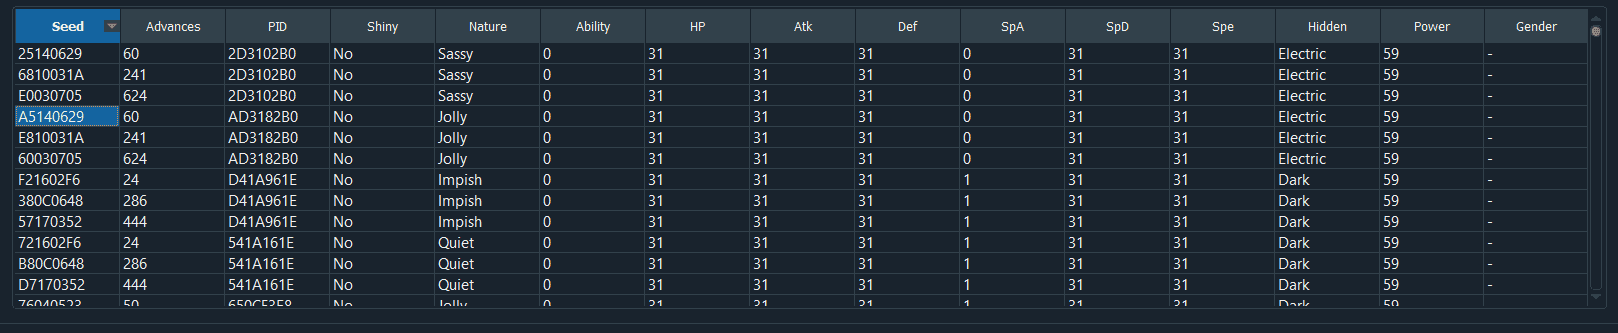 Seed Advances PID Shiny Nature Ability HP Atk Def SpA SpD Spe Hidden Power Gender
25140629 60 2D3102B0 No Sassy 0 31 31 31 0 31 31 Electric 59 -
6810031A 241 2D3102B0 No Sassy 0 31 31 31 0 31 31 Electric 59 -
E0030705 624 2D3102B0 No Sassy 0 31 31 31 0 31 31 Electric 59 -
A5140629 60 AD3182B0 No Jolly 0 31 31 31 0 31 31 Electric 59 -
E810031A 241 AD3182B0 No Jolly 0 31 31 31 0 31 31 Electric 59 -
60030705 624 AD3182B0 No Jolly 0 31 31 31 0 31 31 Electric 59 -
F21602F6 24 D41A961E No Impish 0 31 31 31 1 31 31 Dark 59 -
380C0648 286 D41A961E No Impish 0 31 31 31 1 31 31 Dark 59 -
57170352 444 D41A961E No Impish 0 31 31 31 1 31 31 Dark 59 -
721602F6 24 541A161E No Quiet 0 31 31 31 1 31 31 Dark 59 -
B80C0648 286 541A161E No Quiet 0 31 31 31 1 31 31 Dark 59 -
D7170352 444 541A161E No Quiet 0 31 31 31 1 31 31 Dark 59 -
76040523 50 No Jolly 0 31 31 31 1 31 31 Dark 59 -